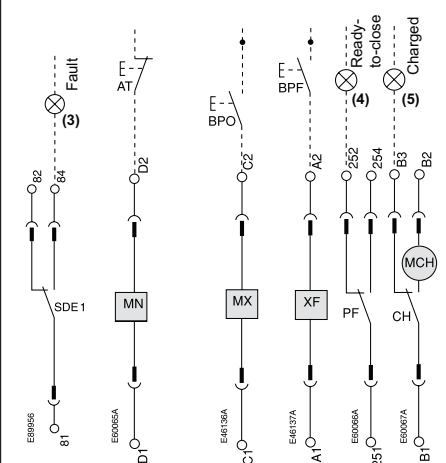 Fault
(3)
AT
BPO
BPF
Ready-
to-close
(4)
Charged
(5)
82
84
D2
C2
A2
252
254
B3
B2
SDE1
MN
MX
XF
PF
CH
MCH
E89956
81
E60065A
D1
E46136A
C1
E46137A
A1
E60066A
251
E60067A
B1